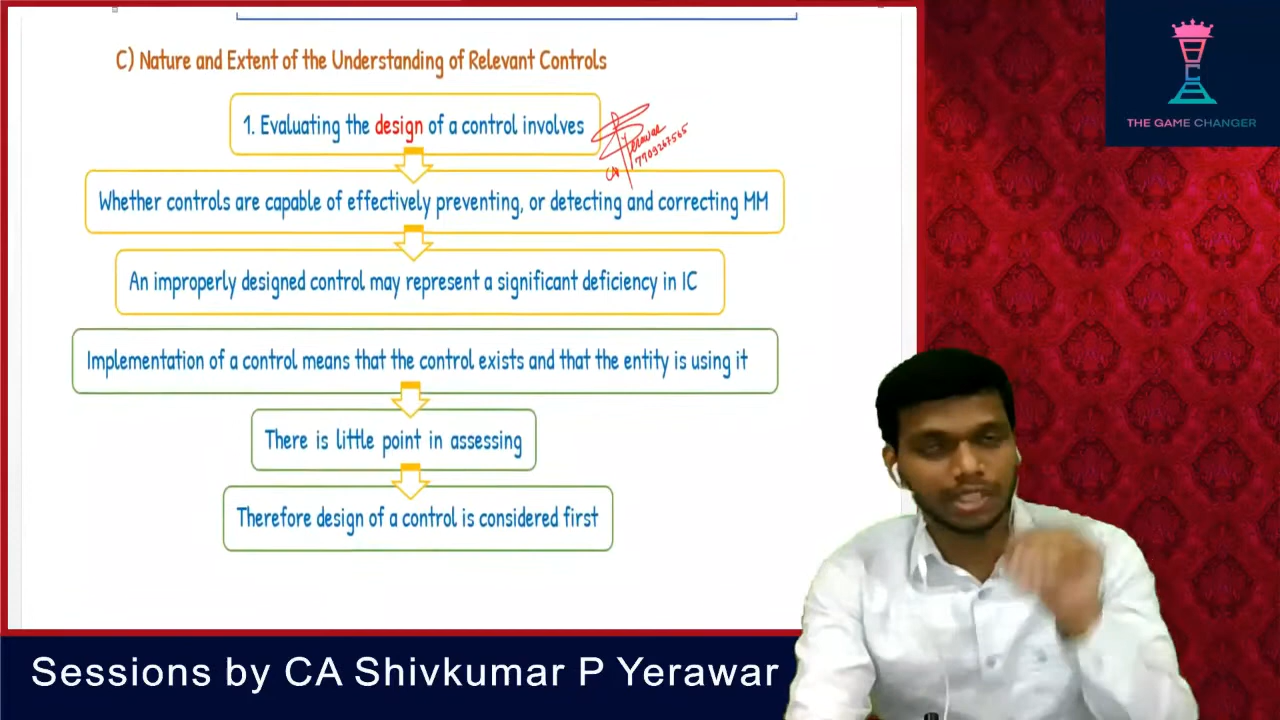 C) Nature and Extent of the Understanding of Relevant Controls
1. Evaluating the design of a control involves
Yerawar
7709267565
CA
Whether controls are capable of effectively preventing, or detecting and correcting MM
An improperly designed control may represent a significant deficiency in IC
Implementation of a control means that the control exists and that the entity is using it
There is little point in assessing
Therefore design of a control is considered first
THE GAME CHANGER
Sessions by CA Shivkumar P Yerawar